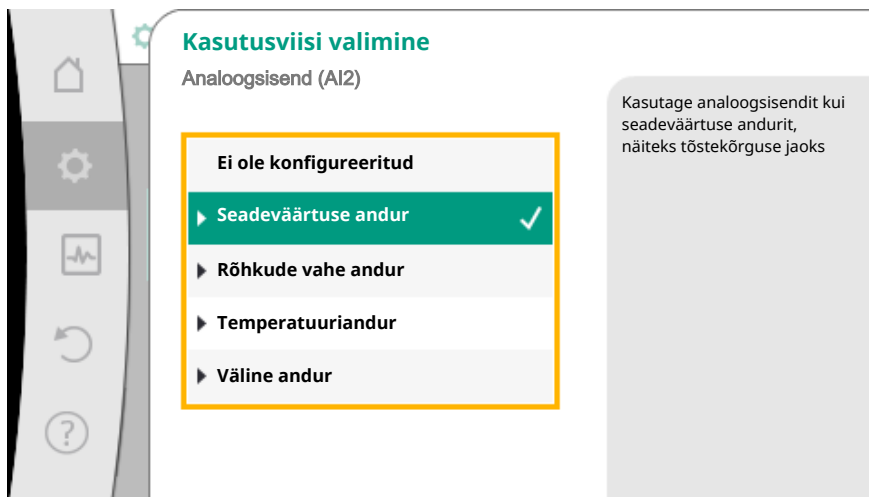 Kasutusviisi valimine
Analoogsisend (AI2)
Ei ole konfigureeritud
Seadeväärtuse andur
Rõhkude vahe andur
Temperatuuriandur
Väline andur
Kasutage analoogsisendit kui
seadeväärtuse andurit,
näiteks tõstekõrguse jaoks